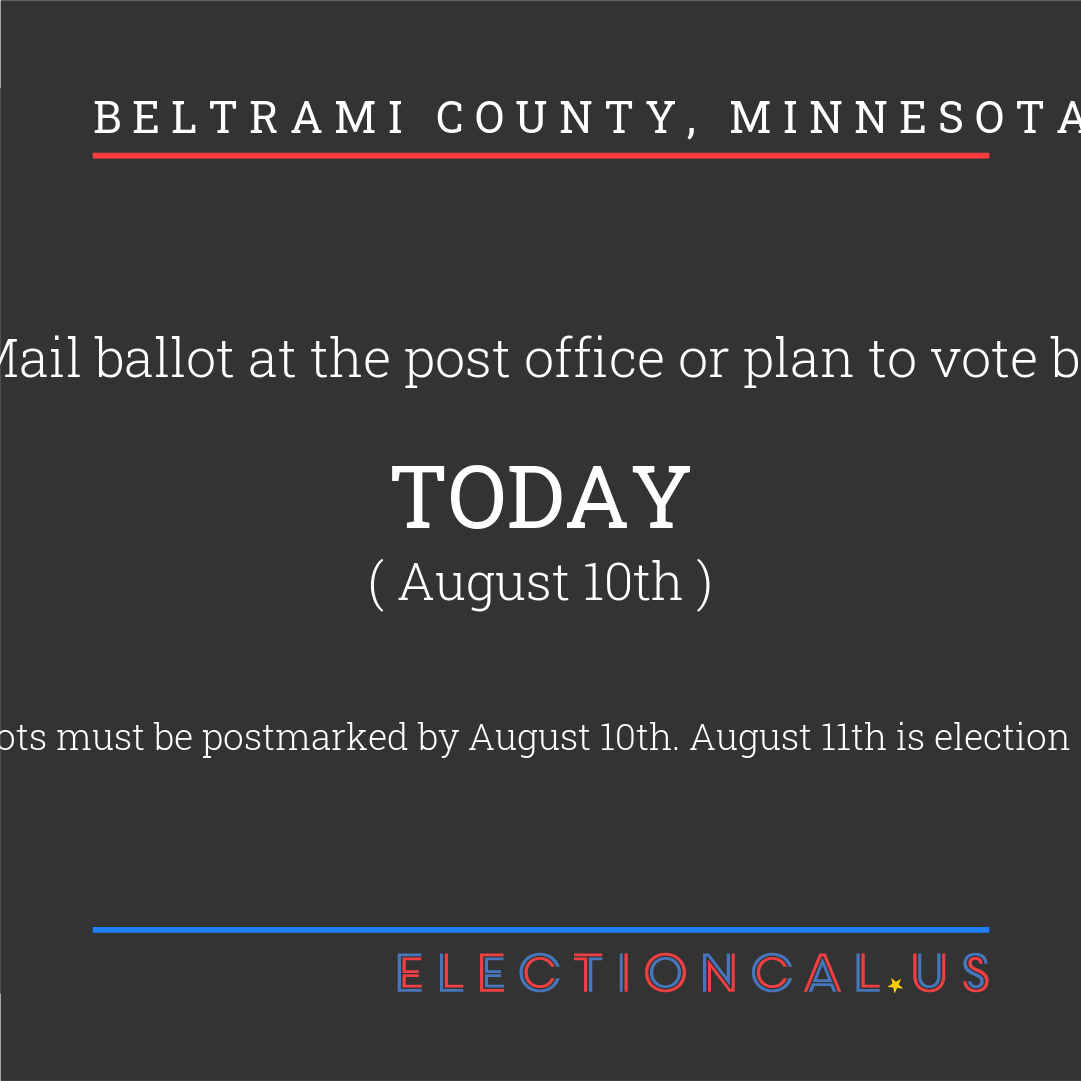 BELTRAMI COUNTY, MINNESOTA
Mail ballot at the post office or plan to vote b
TODAY
( August 10th )
ots must be postmarked by August 10th. August 11th is election
ELECTIONCAL.US